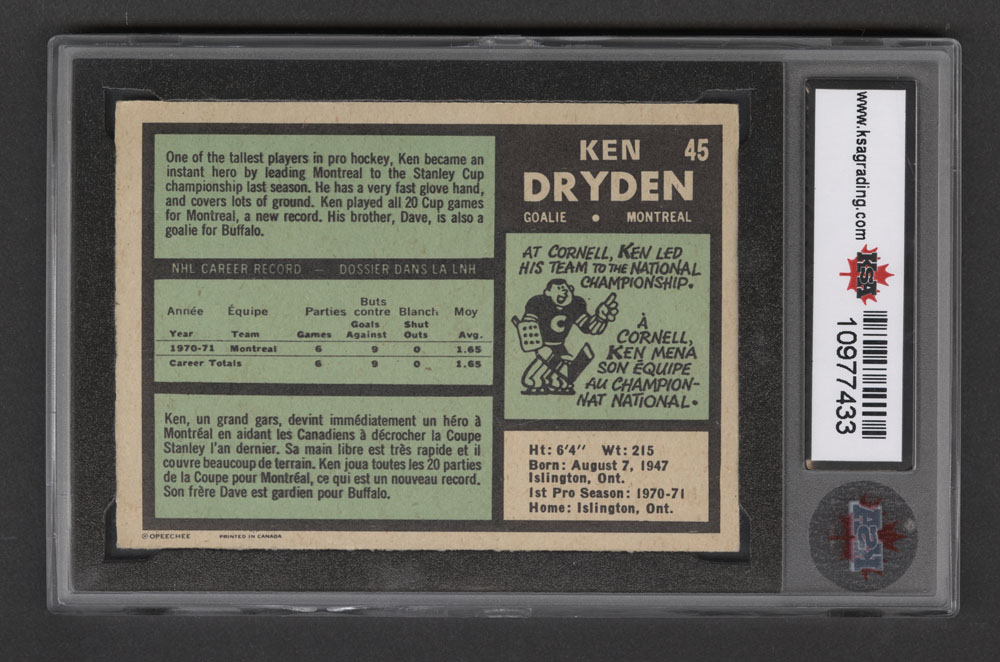 KEN 45
DRYDEN
GOALIE • MONTREAL
One of the tallest players in pro hockey, Ken became an
instant hero by leading Montreal to the Stanley Cup
championship last season. He has a very fast glove hand,
and covers lots of ground. Ken played all 20 Cup games
for Montreal, a new record. His brother, Dave, is also a
goalie for Buffalo.
NHL CAREER RECORD — DOSSIER DANS LA LNH
Année Équipe Parties Buts contre Blanch Moy
Year Team Games Goals Against Shut Outs Avg.
1970-71 Montreal 6 9 0 1.65
Career Totals 6 9 0 1.65
Ken, un grand gars, devint immédiatement un héro à
Montréal en aidant les Canadiens à décrocher la Coupe
Stanley l'an dernier. Sa main libre est très rapide et il
couvre beaucoup de terrain. Ken joua toutes les 20 parties
de la Coupe pour Montréal, ce qui est un nouveau record.
Son frère Dave est gardien pour Buffalo.
AT CORNELL, KEN LED
HIS TEAM TO THE NATIONAL
CHAMPIONSHIP.
C
À
CORNELL,
KEN MENA
SON ÉQUIPE
AU CHAMPION-
NAT NATIONAL.
Ht: 6'4" Wt: 215
Born: August 7, 1947
Islington, Ont.
1st Pro Season: 1970-71
Home: Islington, Ont.
© OPEECHEE PRINTED IN CANADA
www.ksagrading.com
KSA
10977433
KSA